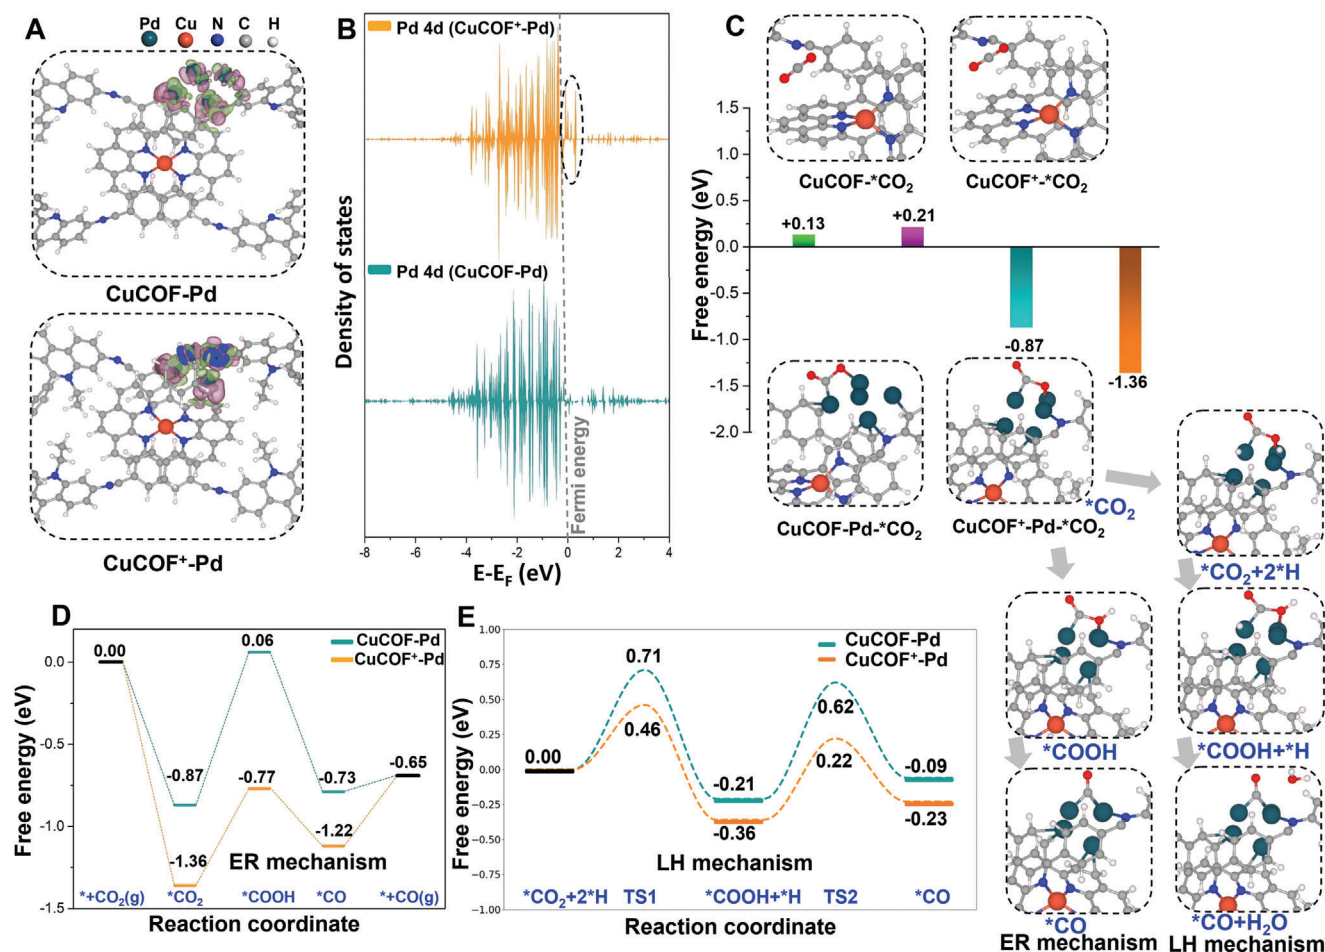 A
Pd Cu N C H
CuCOF-Pd
CuCOF⁺-Pd
B
Pd 4d (CuCOF⁺-Pd)
Pd 4d (CuCOF-Pd)
Density of states
Fermi energy
-8 -6 -4 -2 0 2 4
E-E_F (eV)
C
CuCOF-*CO₂
CuCOF⁺-*CO₂
Free energy (eV)
1.5
1.0
0.5
0.0
-0.5
-1.0
-1.5
-2.0
+0.13
+0.21
-0.87
-1.36
CuCOF-Pd-*CO₂
CuCOF⁺-Pd-*CO₂
*CO₂
*CO₂+2*H
*COOH
*COOH+*H
*CO
*CO+H₂O
ER mechanism
LH mechanism
D
CuCOF-Pd
CuCOF⁺-Pd
Free energy (eV)
0.0
-0.5
-1.0
-1.5
0.00
-0.87
0.06
-0.73
-0.65
-1.36
-0.77
-1.22
ER mechanism
*+CO₂(g) *CO₂ *COOH *CO *+CO(g)
Reaction coordinate
E
CuCOF-Pd
CuCOF⁺-Pd
Free energy (eV)
1.00
0.75
0.50
0.25
0.00
-0.25
-0.50
-0.75
-1.00
0.00
0.71
0.46
-0.21
-0.36
0.62
0.22
-0.09
-0.23
LH mechanism
*CO₂+2*H TS1 *COOH+*H TS2 *CO
Reaction coordinate